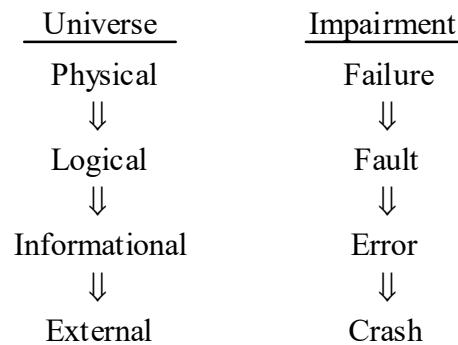 Universe Impairment
Physical Failure
⇓ ⇓
Logical Fault
⇓ ⇓
Informational Error
⇓ ⇓
External Crash